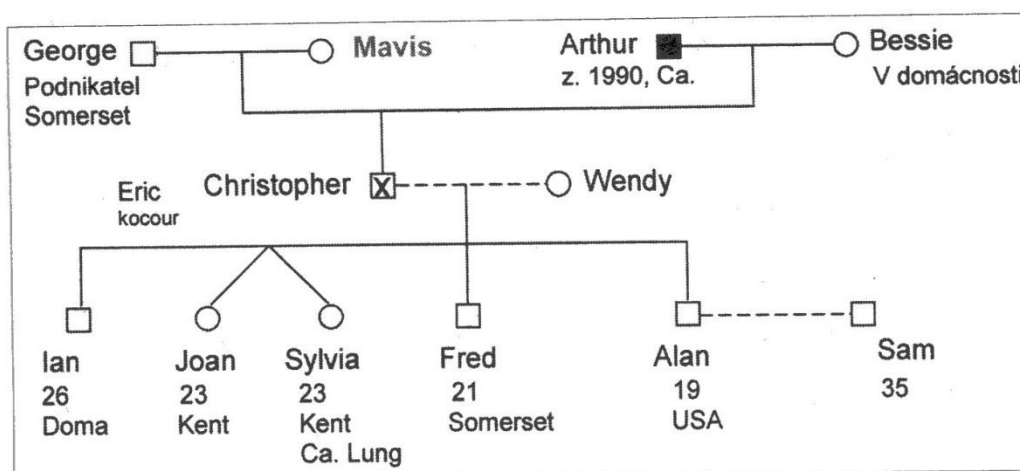 George
Mavis
Arthur
Bessie
Podnikatel
Somerset
z. 1990, Ca.
V domácnosti
Eric
kocour
Christopher
X
Wendy
Ian
Joan
Sylvia
Fred
Alan
Sam
26
23
23
21
19
35
Doma
Kent
Kent
Somerset
USA
Ca. Lung